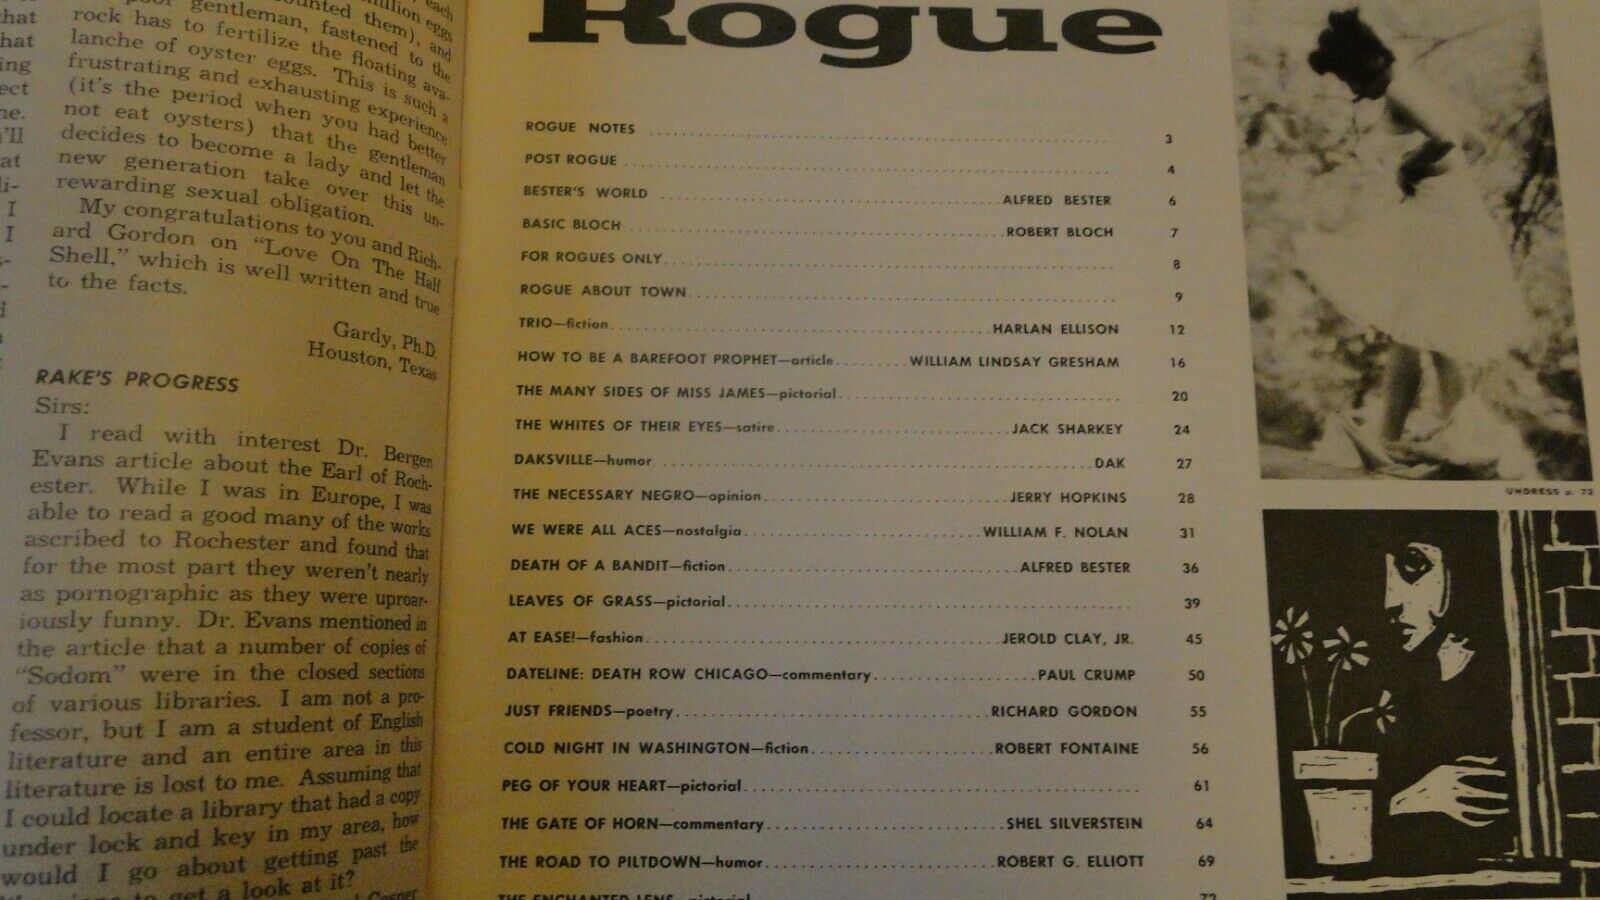 each
million eggs
poor counted them), and
gentleman, fastened to the
rock has to fertilize the floating ava-
lanche of oyster eggs. This is such a
frustrating and exhausting experience
(it's the period when you had better
not eat oysters) that the gentleman
decides to become a lady and let the
new generation take over this un-
rewarding sexual obligation.
My congratulations to you and Rich-
ard Gordon on "Love On The Half
Shell," which is well written and true
to the facts.
Gardy, Ph.D.
Houston, Texas
RAKE'S PROGRESS
Sirs:
I read with interest Dr. Bergen
Evans article about the Earl of Roch-
ester. While I was in Europe, I was
able to read a good many of the works
ascribed to Rochester and found that
for the most part they weren't nearly
as pornographic as they were uproar-
iously funny. Dr. Evans mentioned in
the article that a number of copies of
"Sodom" were in the closed sections
of various libraries. I am not a pro-
fessor, but I am a student of English
literature and an entire area in this
literature is lost to me. Assuming that
I could locate a library that had a copy
under lock and key in my area, how
would I go about getting past the
to get a look at it?
Casper
Rogue
ROGUE NOTES 3
POST ROGUE 4
BESTER'S WORLD ALFRED BESTER 6
BASIC BLOCH ROBERT BLOCH 7
FOR ROGUES ONLY 8
ROGUE ABOUT TOWN 9
TRIO—fiction HARLAN ELLISON 12
HOW TO BE A BAREFOOT PROPHET—article WILLIAM LINDSAY GRESHAM 16
THE MANY SIDES OF MISS JAMES—pictorial 20
THE WHITES OF THEIR EYES—satire JACK SHARKEY 24
DAKSVILLE—humor DAK 27
THE NECESSARY NEGRO—opinion JERRY HOPKINS 28
WE WERE ALL ACES—nostalgia WILLIAM F. NOLAN 31
DEATH OF A BANDIT—fiction ALFRED BESTER 36
LEAVES OF GRASS—pictorial 39
AT EASE!—fashion JEROLD CLAY, JR. 45
DATELINE: DEATH ROW CHICAGO—commentary PAUL CRUMP 50
JUST FRIENDS—poetry RICHARD GORDON 55
COLD NIGHT IN WASHINGTON—fiction ROBERT FONTAINE 56
PEG OF YOUR HEART—pictorial 61
THE GATE OF HORN—commentary SHEL SILVERSTEIN 64
THE ROAD TO PILTDOWN—humor ROBERT G. ELLIOTT 69
THE ENCHANTED LENS—pictorial 72
UNDRESS p. 72